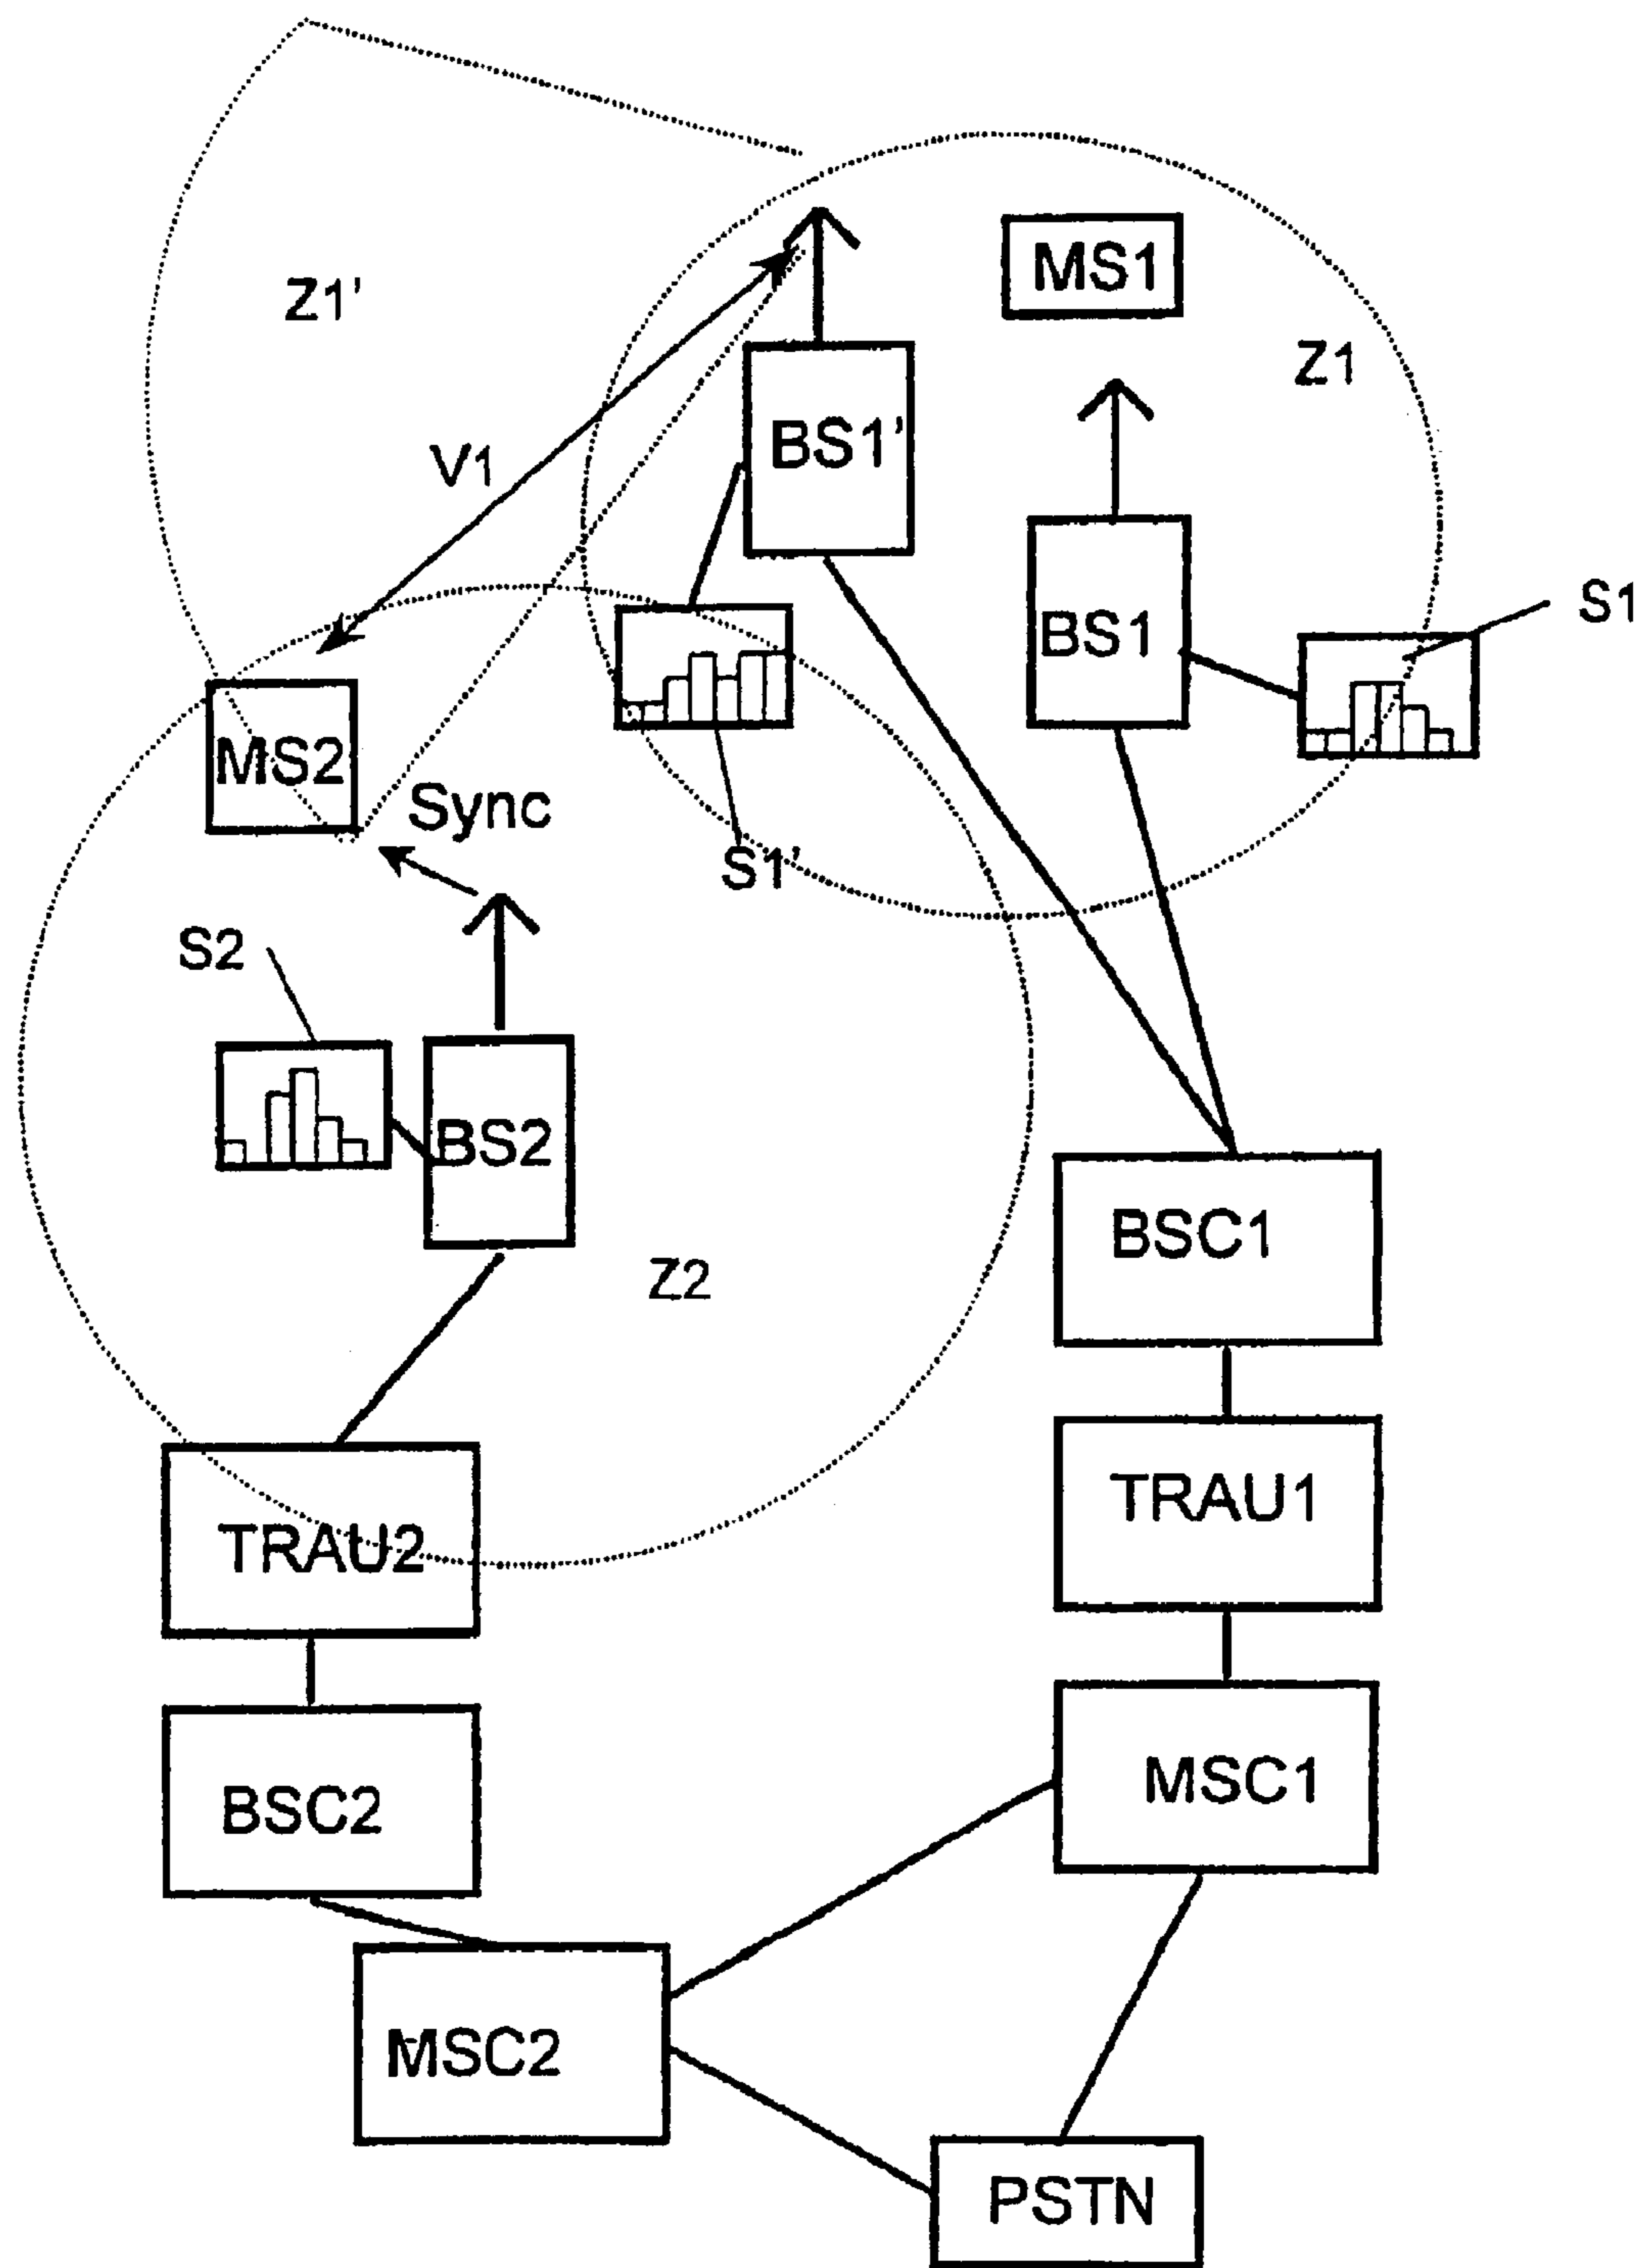 MS1
Z1'
Z1
BS1'
V1
S1
BS1
MS2
Sync
S1'
S2
BS2
BSC1
Z2
TRAU1
TRAU2
MSC1
BSC2
MSC2
PSTN